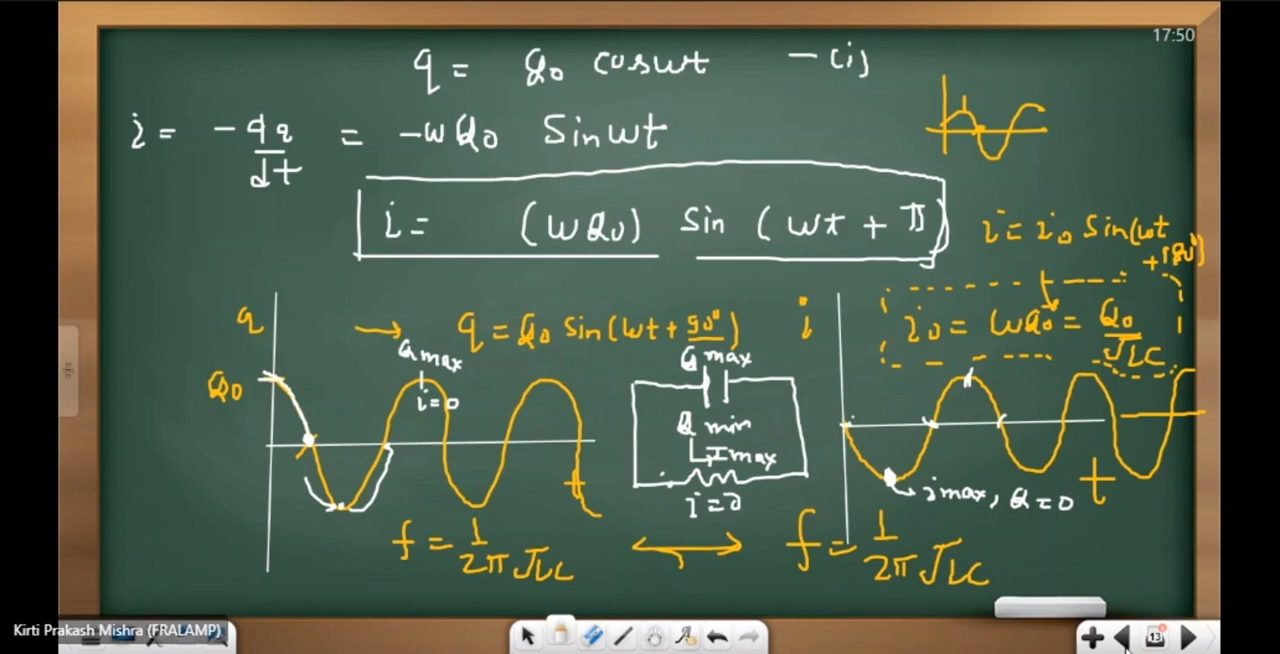 17:50
q = Q₀ cosωt - (i)
i = - dq/dt = -ωQ₀ Sinωt
i = (ωQ₀) sin (ωt + π)
i = i₀ sin(ωt + 180°)
q → q = Q₀ sin(ωt + 90°)
i
i₀ = ωQ₀ = Q₀/√LC
Q₀
Qmax
i=0
Qmax
Q min
Imax
i=0
t
imax, Q=0
t
f = 1/2π√LC ↔ f = 1/2π√LC
Kirti Prakash Mishra (FRALAMP)
13